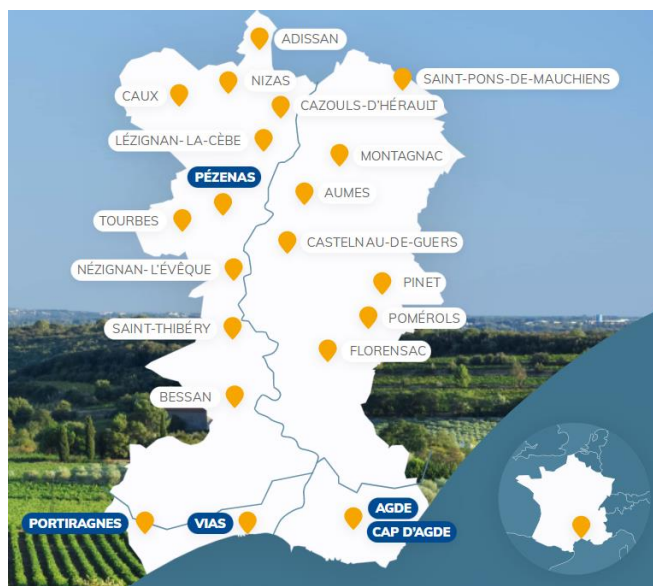 ADISSAN
NIZAS
SAINT-PONS-DE-MAUCHIENS
CAUX
CAZOULS-D'HÉRAULT
LÉZIGNAN-LA-CÈBE
MONTAGNAC
PÉZENAS
AUMES
TOURBES
CASTELNAU-DE-GUERS
NÉZIGNAN-L'ÉVÊQUE
PINET
POMÉROLS
SAINT-THIBÉRY
FLORENSAC
BESSAN
PORTIRAGNES
VIAS
AGDE
CAP D'AGDE